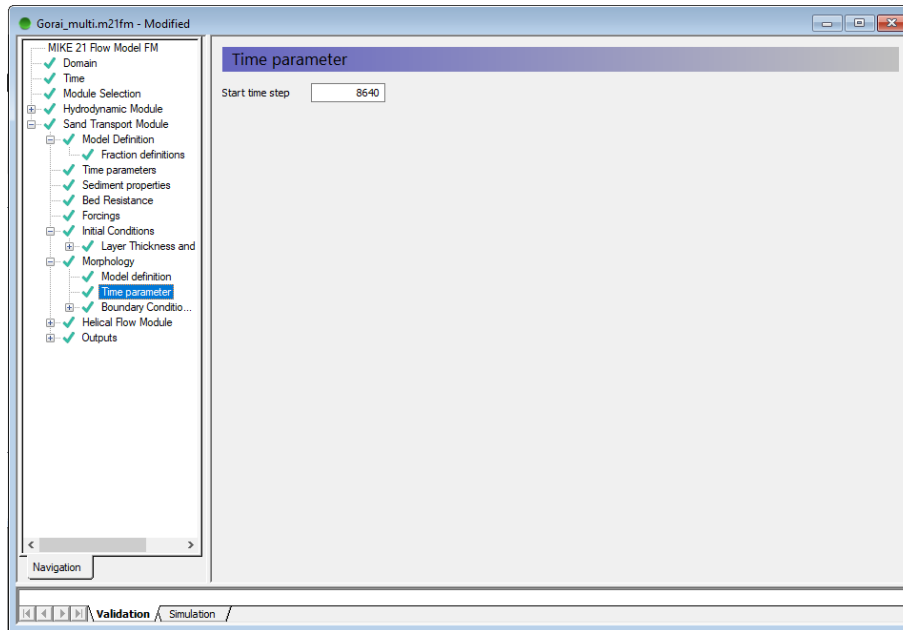 Gorai_multi.m21fm - Modified
MIKE 21 Flow Model FM
Domain
Time
Module Selection
Hydrodynamic Module
Sand Transport Module
Model Definition
Fraction definitions
Time parameters
Sediment properties
Bed Resistance
Forcings
Initial Conditions
Layer Thickness and
Morphology
Model definition
Time parameter
Boundary Conditio...
Helical Flow Module
Outputs
Navigation
Time parameter
Start time step 8640
Validation Simulation